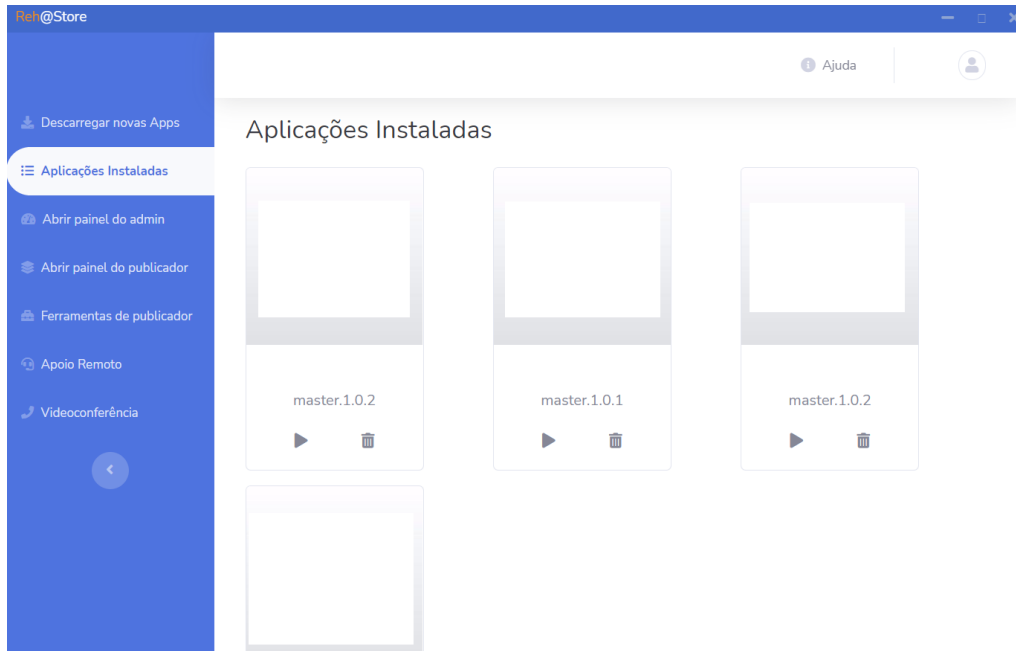 Reh@Store
Ajuda
Descarregar novas Apps
Aplicações Instaladas
Abrir painel do admin
Abrir painel do publicador
Ferramentas de publicador
Apoio Remoto
Videoconferência
Aplicações Instaladas
master.1.0.2
master.1.0.1
master.1.0.2